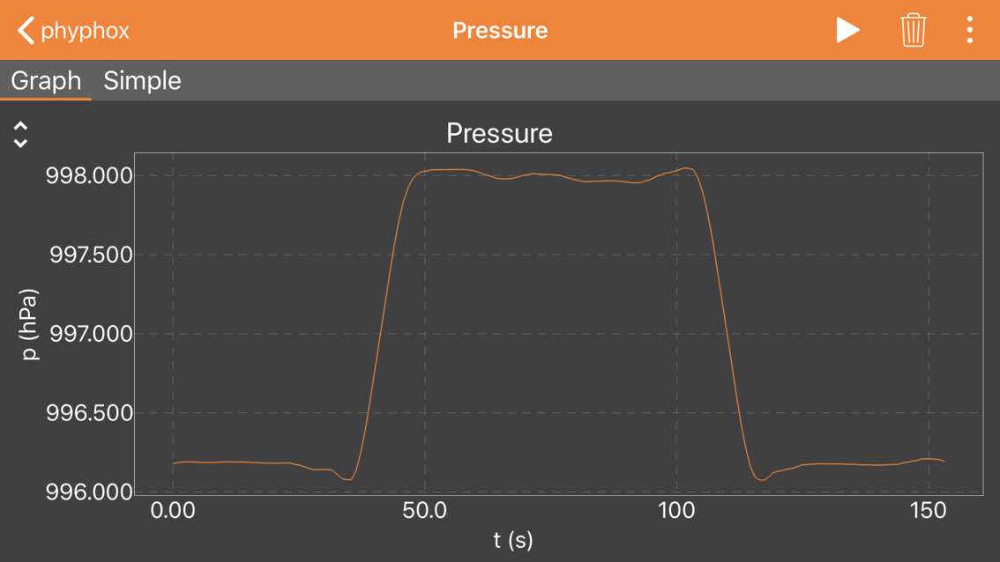 phyphox
Pressure
Graph
Simple
Pressure
998.000
997.500
997.000
996.500
996.000
p (hPa)
0.00
50.0
100
150
t (s)